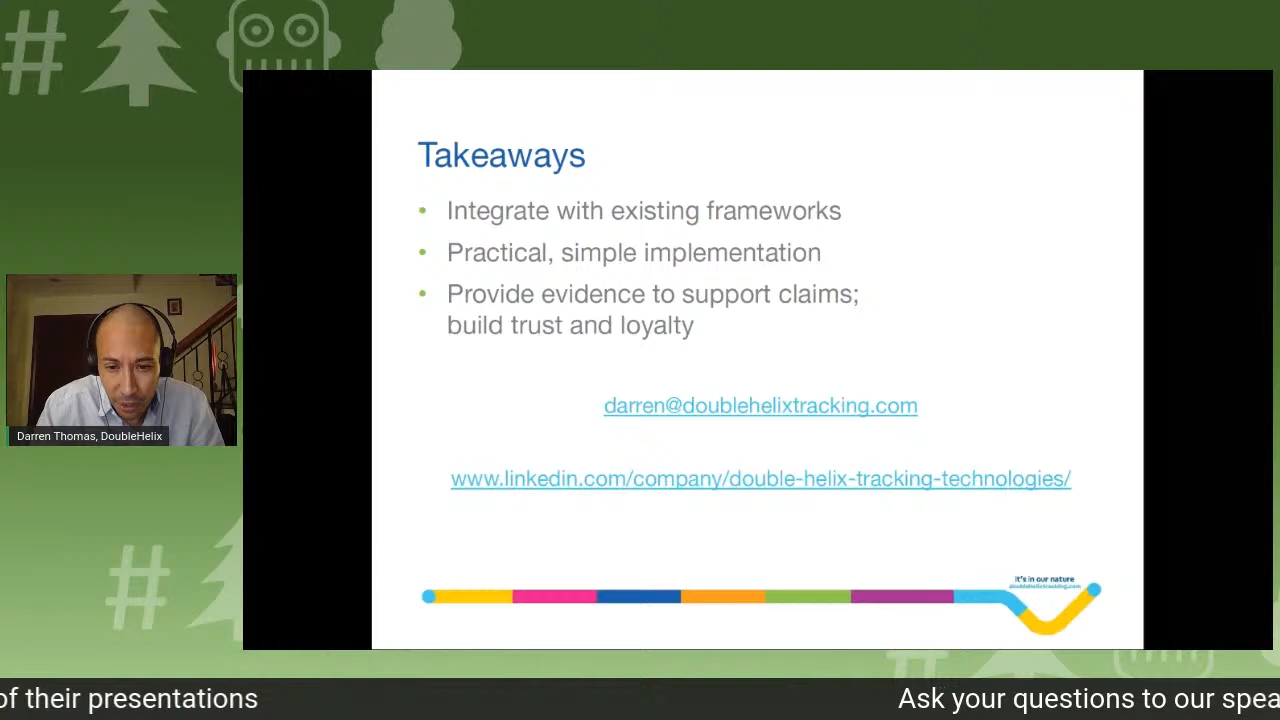 Takeaways
• Integrate with existing frameworks
• Practical, simple implementation
• Provide evidence to support claims;
build trust and loyalty
darren@doublehelixtracking.com
www.linkedin.com/company/double-helix-tracking-technologies/
It's in our nature
doublehelixtracking.com
Darren Thomas, DoubleHelix
of their presentations
Ask your questions to our